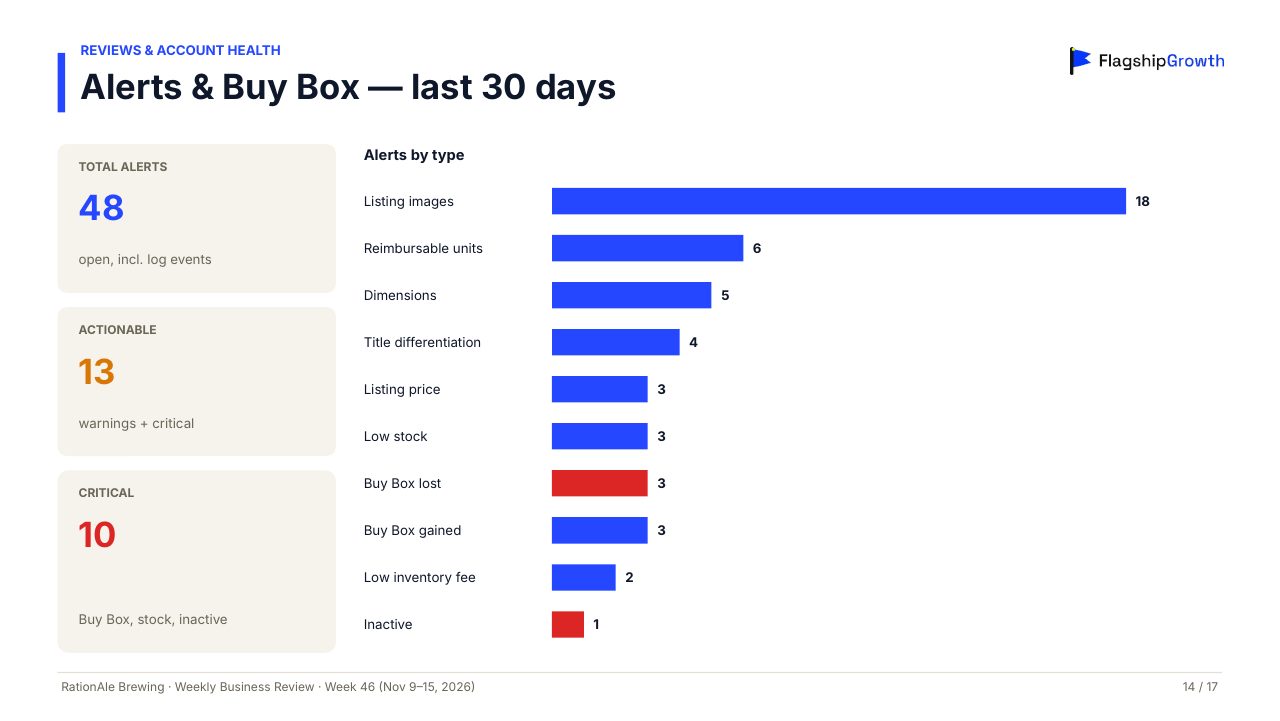 REVIEWS & ACCOUNT HEALTH
Alerts & Buy Box — last 30 days
FlagshipGrowth
TOTAL ALERTS
48
open, incl. log events
ACTIONABLE
13
warnings + critical
CRITICAL
10
Buy Box, stock, inactive
Alerts by type
Listing images 18
Reimbursable units 6
Dimensions 5
Title differentiation 4
Listing price 3
Low stock 3
Buy Box lost 3
Buy Box gained 3
Low inventory fee 2
Inactive 1
RationAle Brewing · Weekly Business Review · Week 46 (Nov 9–15, 2026)
14 / 17